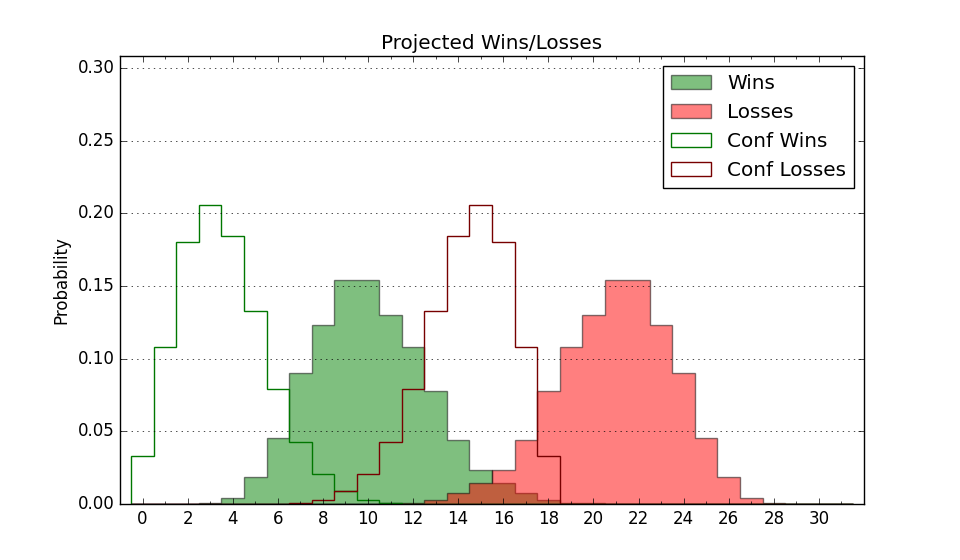 Projected Wins/Losses
Wins
Losses
Conf Wins
Conf Losses
Probability
0.30
0.25
0.20
0.15
0.10
0.05
0.00
0 2 4 6 8 10 12 14 16 18 20 22 24 26 28 30